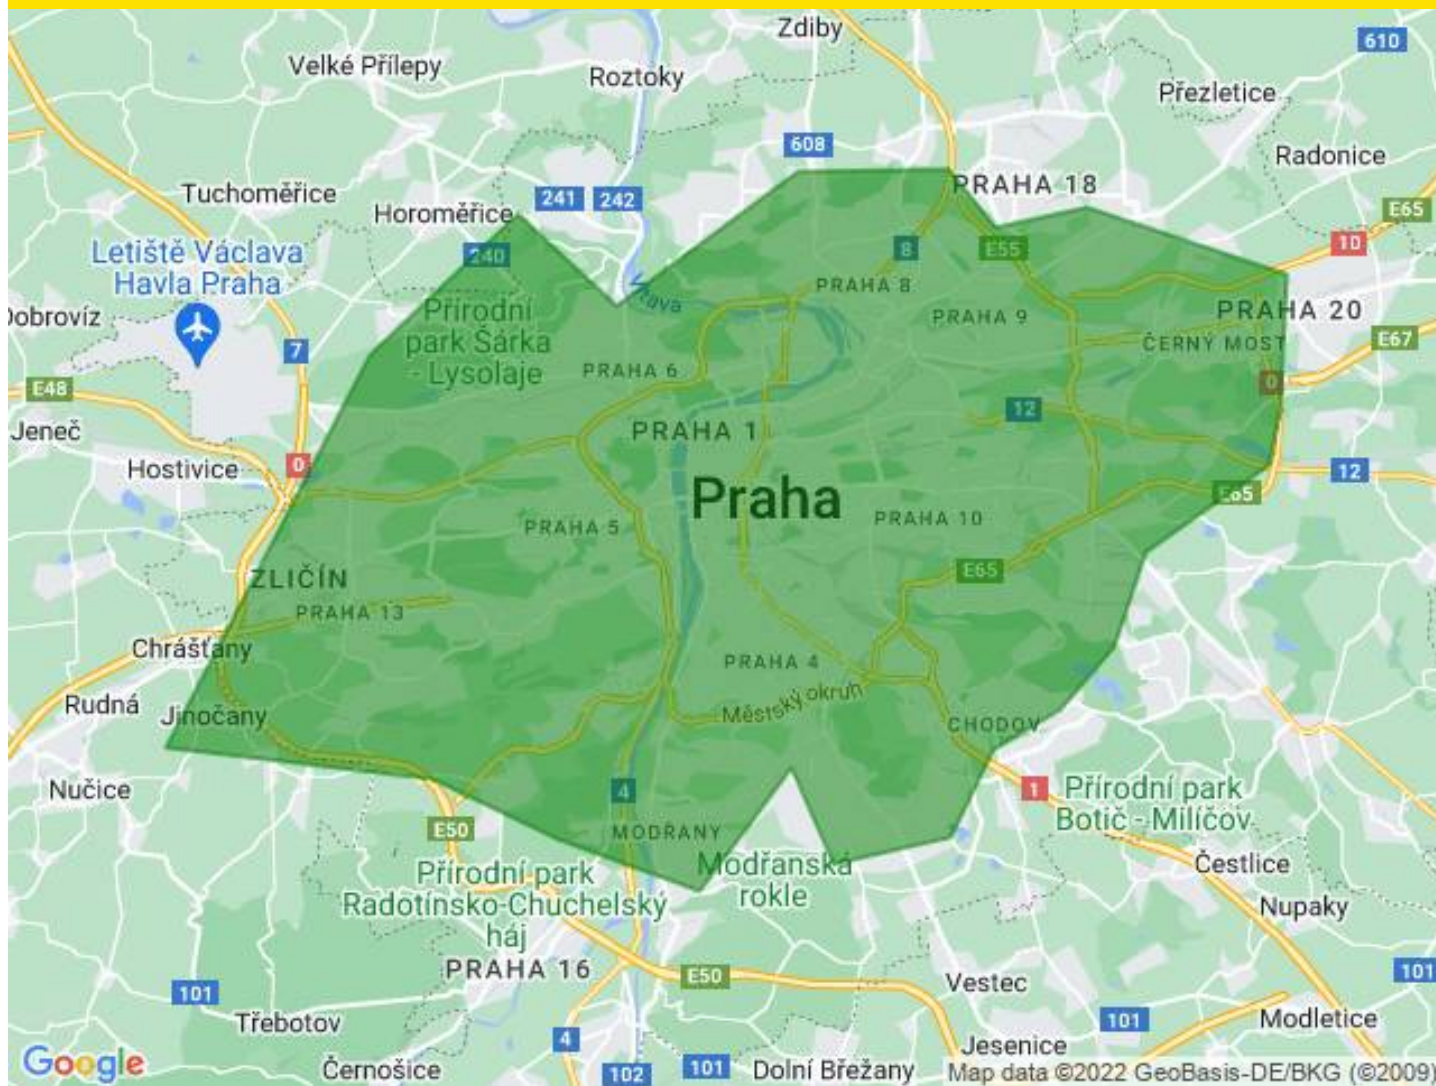 Zdiby
610
Velké Přílepy
Roztoky
Přezletice
608
Radonice
Tuchoměřice
241
242
PRAHA 18
Horoměřice
E65
Letiště Václava
Havla Praha
240
8
E55
10
PRAHA 8
Vltava
Dobrovíz
Přírodní
park Šárka
- Lysolaje
PRAHA 9
PRAHA 20
ČERNÝ MOST
E67
7
PRAHA 6
E48
0
12
Jeneč
PRAHA 1
Hostivice
0
12
Praha
E65
PRAHA 5
PRAHA 10
ZLIČÍN
E65
PRAHA 13
Chrášťany
PRAHA 4
Rudná
Jinočany
Městský okruh
CHODOV
Nučice
4
1
Přírodní park
Botič - Milíčov
E50
MODŘANY
Čestlice
Přírodní park
Radotínsko-Chuchelský
háj
Modřanská
rokle
Nupaky
PRAHA 16
E50
Vestec
101
101
Třebotov
101
Modletice
4
Jesenice
Google
Černošice
102
101
Dolní Břežany
Map data ©2022 GeoBasis-DE/BKG (©2009)